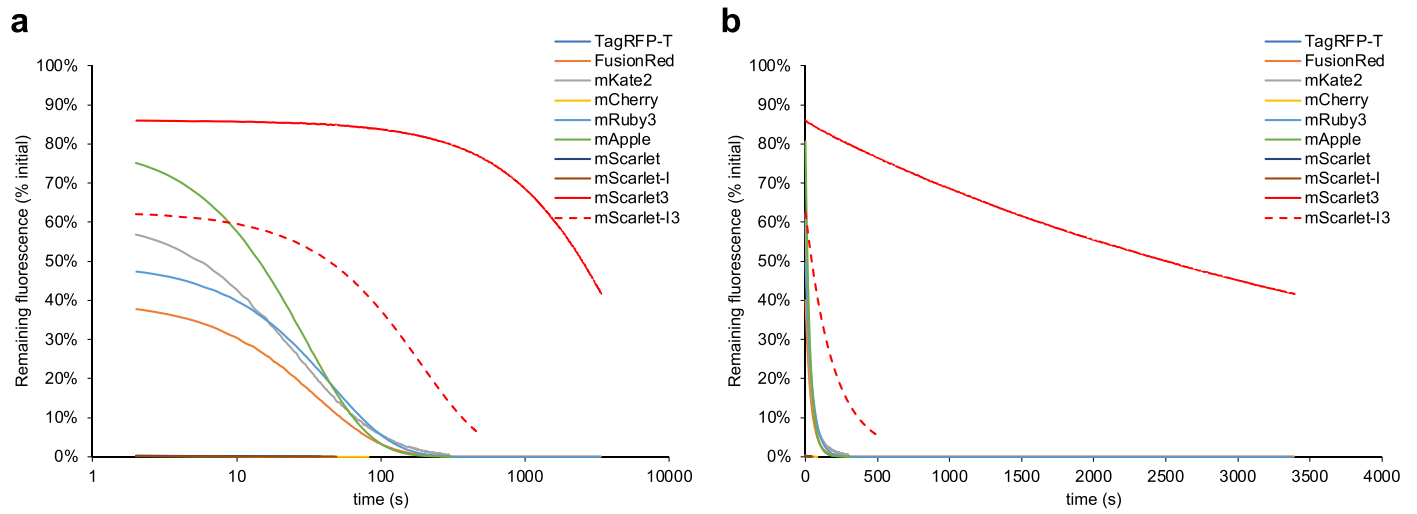 a
TagRFP-T
FusionRed
mKate2
mCherry
mRuby3
mApple
mScarlet
mScarlet-I
mScarlet3
mScarlet-I3
100%
90%
80%
70%
60%
50%
40%
30%
20%
10%
0%
Remaining fluorescence (% initial)
1
10
100
1000
10000
time (s)
b
TagRFP-T
FusionRed
mKate2
mCherry
mRuby3
mApple
mScarlet
mScarlet-I
mScarlet3
mScarlet-I3
100%
90%
80%
70%
60%
50%
40%
30%
20%
10%
0%
Remaining fluorescence (% initial)
0
500
1000
1500
2000
2500
3000
3500
4000
time (s)